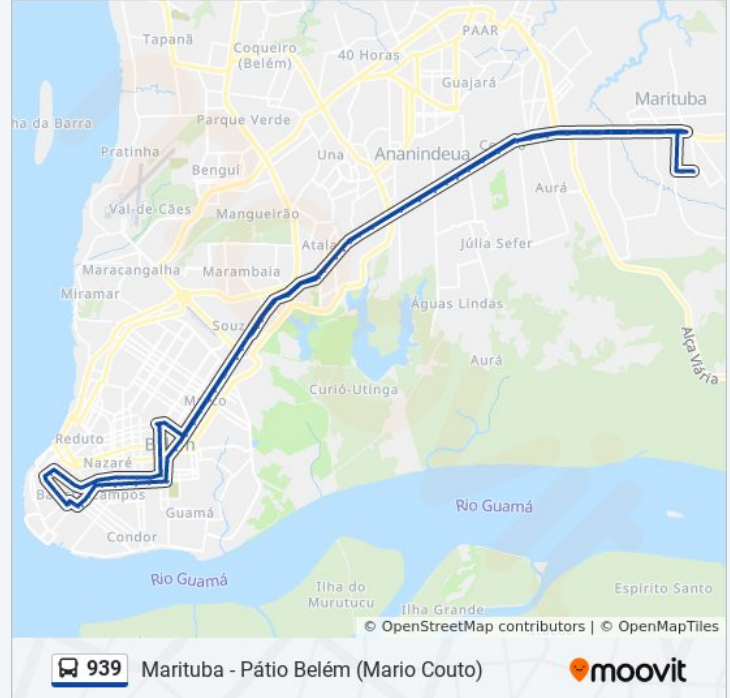 PAAR
Tapanã
Coqueiro
(Belém)
40 Horas
Guajará
Marituba
ha da Barra
Parque Verde
Pratinha
Una
Ananindeua
Benguí
Aurá
Val-de-Cães
Mangueirão
Atala
Júlia Sefer
Maracangalha
Marambaia
Miramar
Águas Lindas
Souz
Alça Viária
Aurá
Curió-Utinga
Ma co
Reduto
B n
Nazaré
Ba Campos
Guamá
Rio Guamá
Condor
Rio Guamá
Ilha do
Murutucu
Espírito Santo
Ilha Grande
© OpenStreetMap contributors | © OpenMapTiles
939 Marituba - Pátio Belém (Mario Couto)
moovit